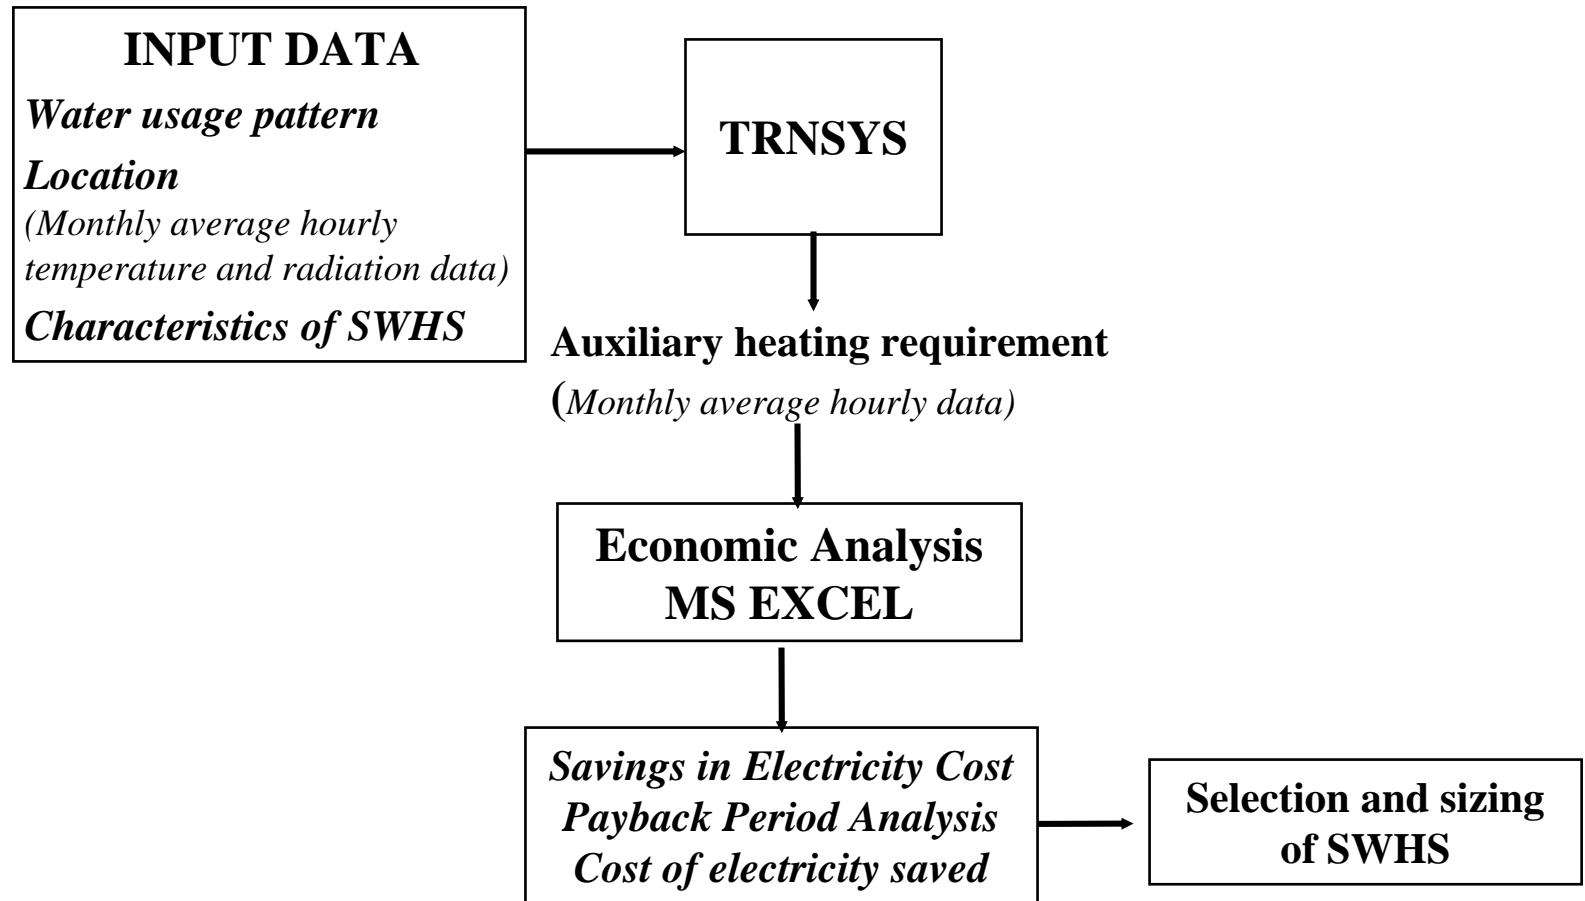 INPUT DATA
Water usage pattern
Location
(Monthly average hourly
temperature and radiation data)
Characteristics of SWHS
TRNSYS
Auxiliary heating requirement
(Monthly average hourly data)
Economic Analysis
MS EXCEL
Savings in Electricity Cost
Payback Period Analysis
Cost of electricity saved
Selection and sizing
of SWHS